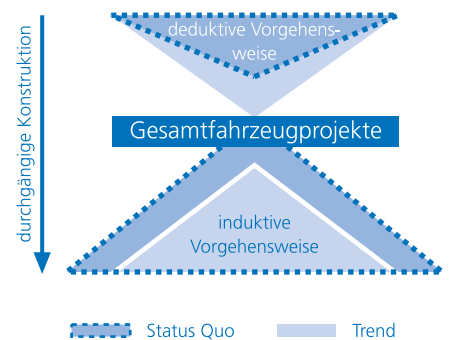 durchgängige Konstruktion
deduktive Vorgehens-
weise
Gesamtfahrzeugprojekte
induktive
Vorgehensweise
Status Quo
Trend